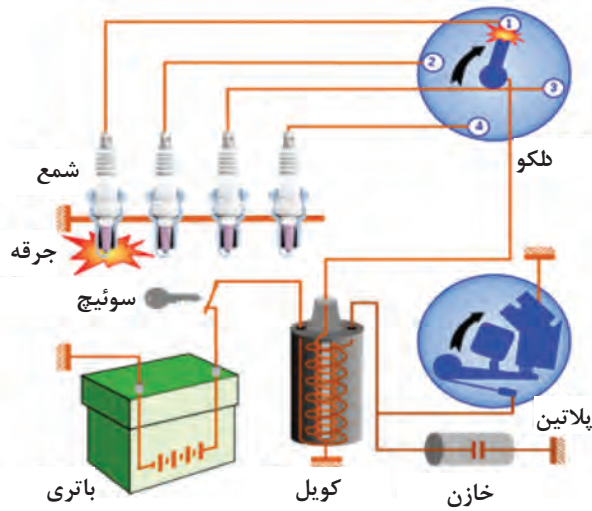 1
2
3
4
دلکو
شمع
جرقه
سوئیچ
پلاتین
باتری
کویل
خازن